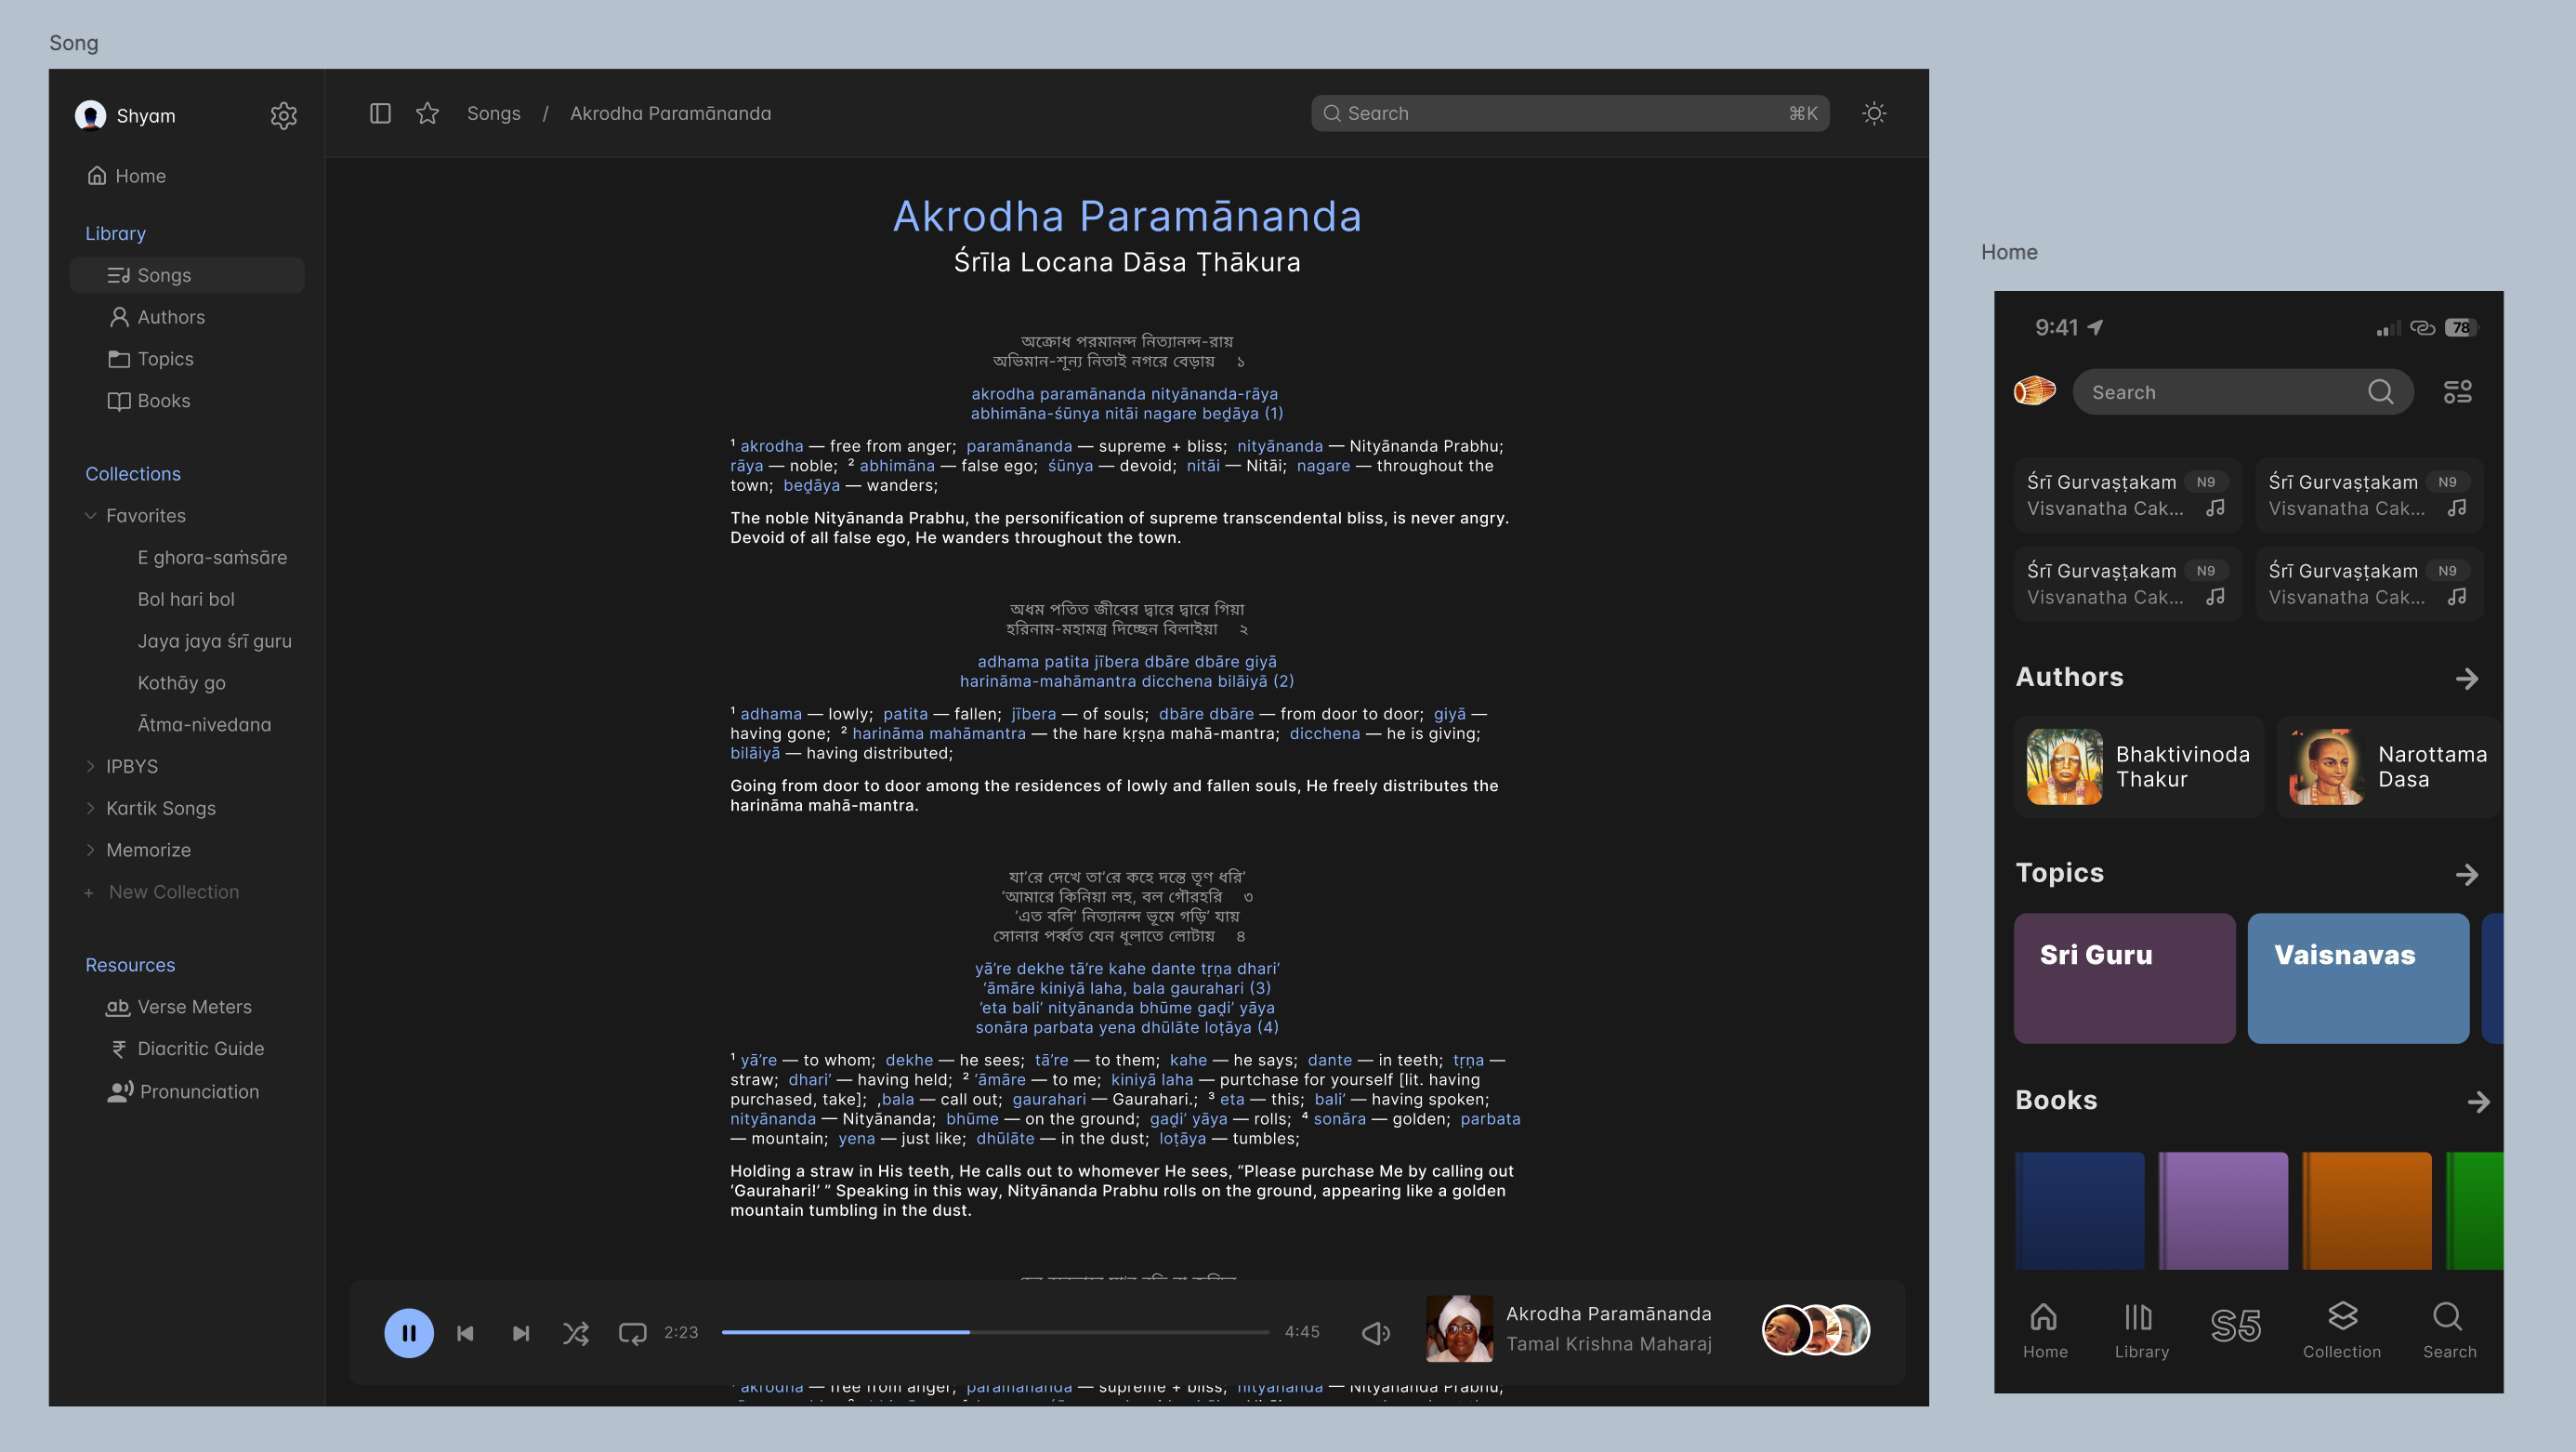 Song
Shyam
Home
Library
Songs
Authors
Topics
Books
Collections
Favorites
E ghora-saṁsāre
Bol hari bol
Jaya jaya śrī guru
Kothāy go
Ātma-nivedana
IPBYS
Kartik Songs
Memorize
+ New Collection
Resources
Verse Meters
Diacritic Guide
Pronunciation
Songs / Akrodha Paramānanda
Search ⌘K
Akrodha Paramānanda
Śrīla Locana Dāsa Ṭhākura
অক্রোধ পরমানন্দ নিত্যানন্দ-রায়
অভিমান-শূন্য নিতাই নগরে বেড়ায় ১
akrodha paramānanda nityānanda-rāya
abhimāna-śūnya nitāi nagare beḍāya (1)
¹ akrodha — free from anger; paramānanda — supreme + bliss; nityānanda — Nityānanda Prabhu;
rāya — noble; ² abhimāna — false ego; śūnya — devoid; nitāi — Nitāi; nagare — throughout the
town; beḍāya — wanders;
The noble Nityānanda Prabhu, the personification of supreme transcendental bliss, is never angry.
Devoid of all false ego, He wanders throughout the town.
অধম পতিত জীবের দ্বারে দ্বারে গিয়া
হরিনাম-মহামন্ত্র দিচ্ছেন বিলাইয়া ২
adhama patita jībera dbāre dbāre giyā
harināma-mahāmantra dicchena bilāiyā (2)
¹ adhama — lowly; patita — fallen; jībera — of souls; dbāre dbāre — from door to door; giyā —
having gone; ² harināma mahāmantra — the hare kṛṣṇa mahā-mantra; dicchena — he is giving;
bilāiyā — having distributed;
Going from door to door among the residences of lowly and fallen souls, He freely distributes the
harināma mahā-mantra.
যা’রে দেখে তা’রে কহে দন্তে তৃণ ধরি’
‘আমারে কিনিয়া লহ, বল গৌরহরি ৩
’এত বলি’ নিত্যানন্দ ভূমে গড়ি’ যায়
সোনার পর্ব্বত যেন ধূলাতে লোটায় ৪
yā’re dekhe tā’re kahe dante tṛṇa dhari’
‘āmāre kiniyā laha, bala gaurahari (3)
’eta bali’ nityānanda bhūme gaḍi’ yāya
sonāra parbata yena dhūlāte loṭāya (4)
¹ yā’re — to whom; dekhe — he sees; tā’re — to them; kahe — he says; dante — in teeth; tṛṇa —
straw; dhari’ — having held; ² ‘āmāre — to me; kiniyā laha — purtchase for yourself [lit. having
purchased, take]; ,bala — call out; gaurahari — Gaurahari.; ³ eta — this; bali’ — having spoken;
nityānanda — Nityānanda; bhūme — on the ground; gaḍi’ yāya — rolls; ⁴ sonāra — golden; parbata
— mountain; yena — just like; dhūlāte — in the dust; loṭāya — tumbles;
Holding a straw in His teeth, He calls out to whomever He sees, “Please purchase Me by calling out
‘Gaurahari!’ ” Speaking in this way, Nityānanda Prabhu rolls on the ground, appearing like a golden
mountain tumbling in the dust.
2:23
4:45
Akrodha Paramānanda
Tamal Krishna Maharaj
¹ akrodha — free from anger; paramānanda — supreme + bliss; nityānanda — Nityānanda Prabhu;
Home
9:41
78
Search
Śrī Gurvaṣṭakam N9
Visvanatha Cak...
Śrī Gurvaṣṭakam N9
Visvanatha Cak...
Śrī Gurvaṣṭakam N9
Visvanatha Cak...
Śrī Gurvaṣṭakam N9
Visvanatha Cak...
Authors
Bhaktivinoda
Thakur
Narottama
Dasa
Topics
Sri Guru
Vaisnavas
Books
Home
Library
S5
Collection
Search